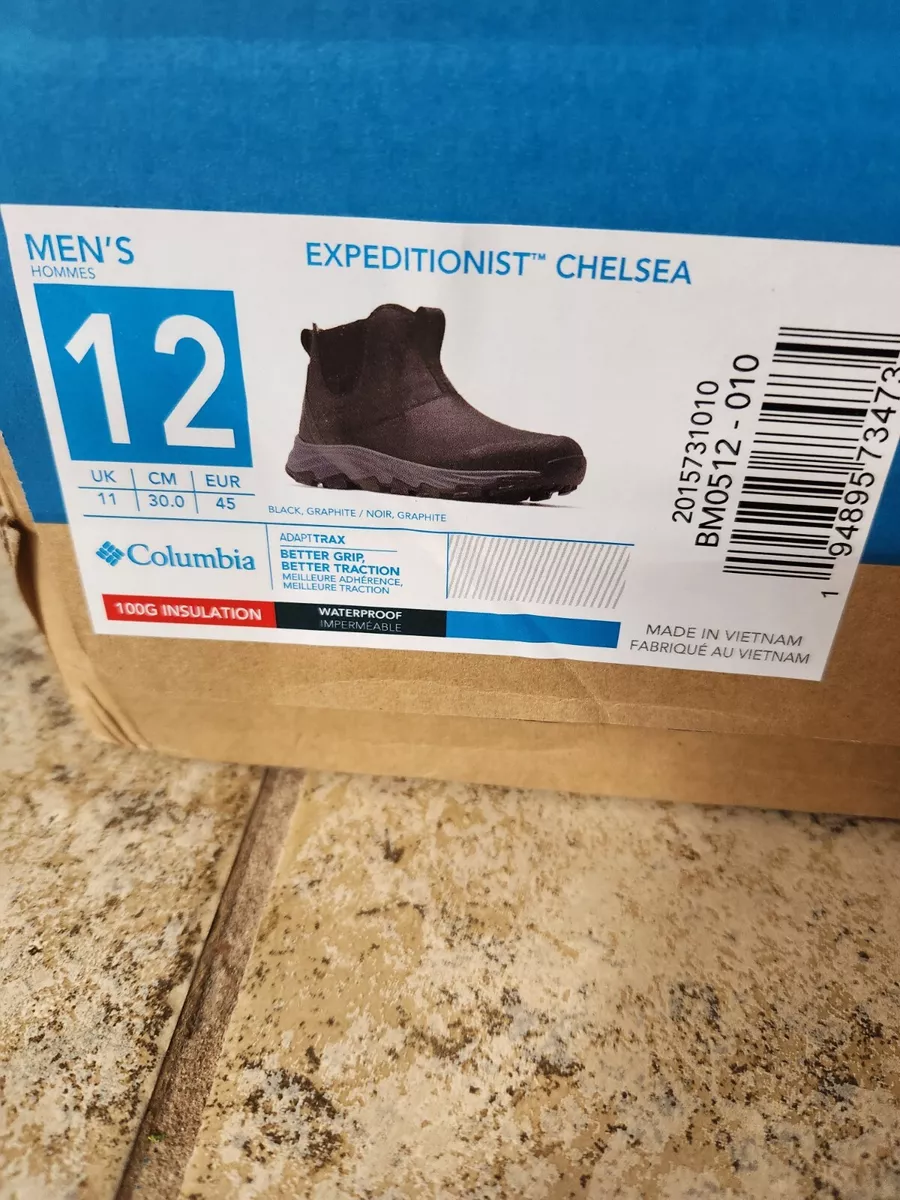 MEN'S
HOMMES
EXPEDITIONIST™ CHELSEA
12
UK | CM | EUR
11 | 30.0 | 45
BLACK, GRAPHITE / NOIR, GRAPHITE
2015731010
BM0512 - 010
1 94895 73473
Columbia
ADAPTTRAX
BETTER GRIP,
BETTER TRACTION
MEILLEURE ADHÉRENCE,
MEILLEURE TRACTION
100G INSULATION
WATERPROOF
IMPERMÉABLE
MADE IN VIETNAM
FABRIQUÉ AU VIETNAM